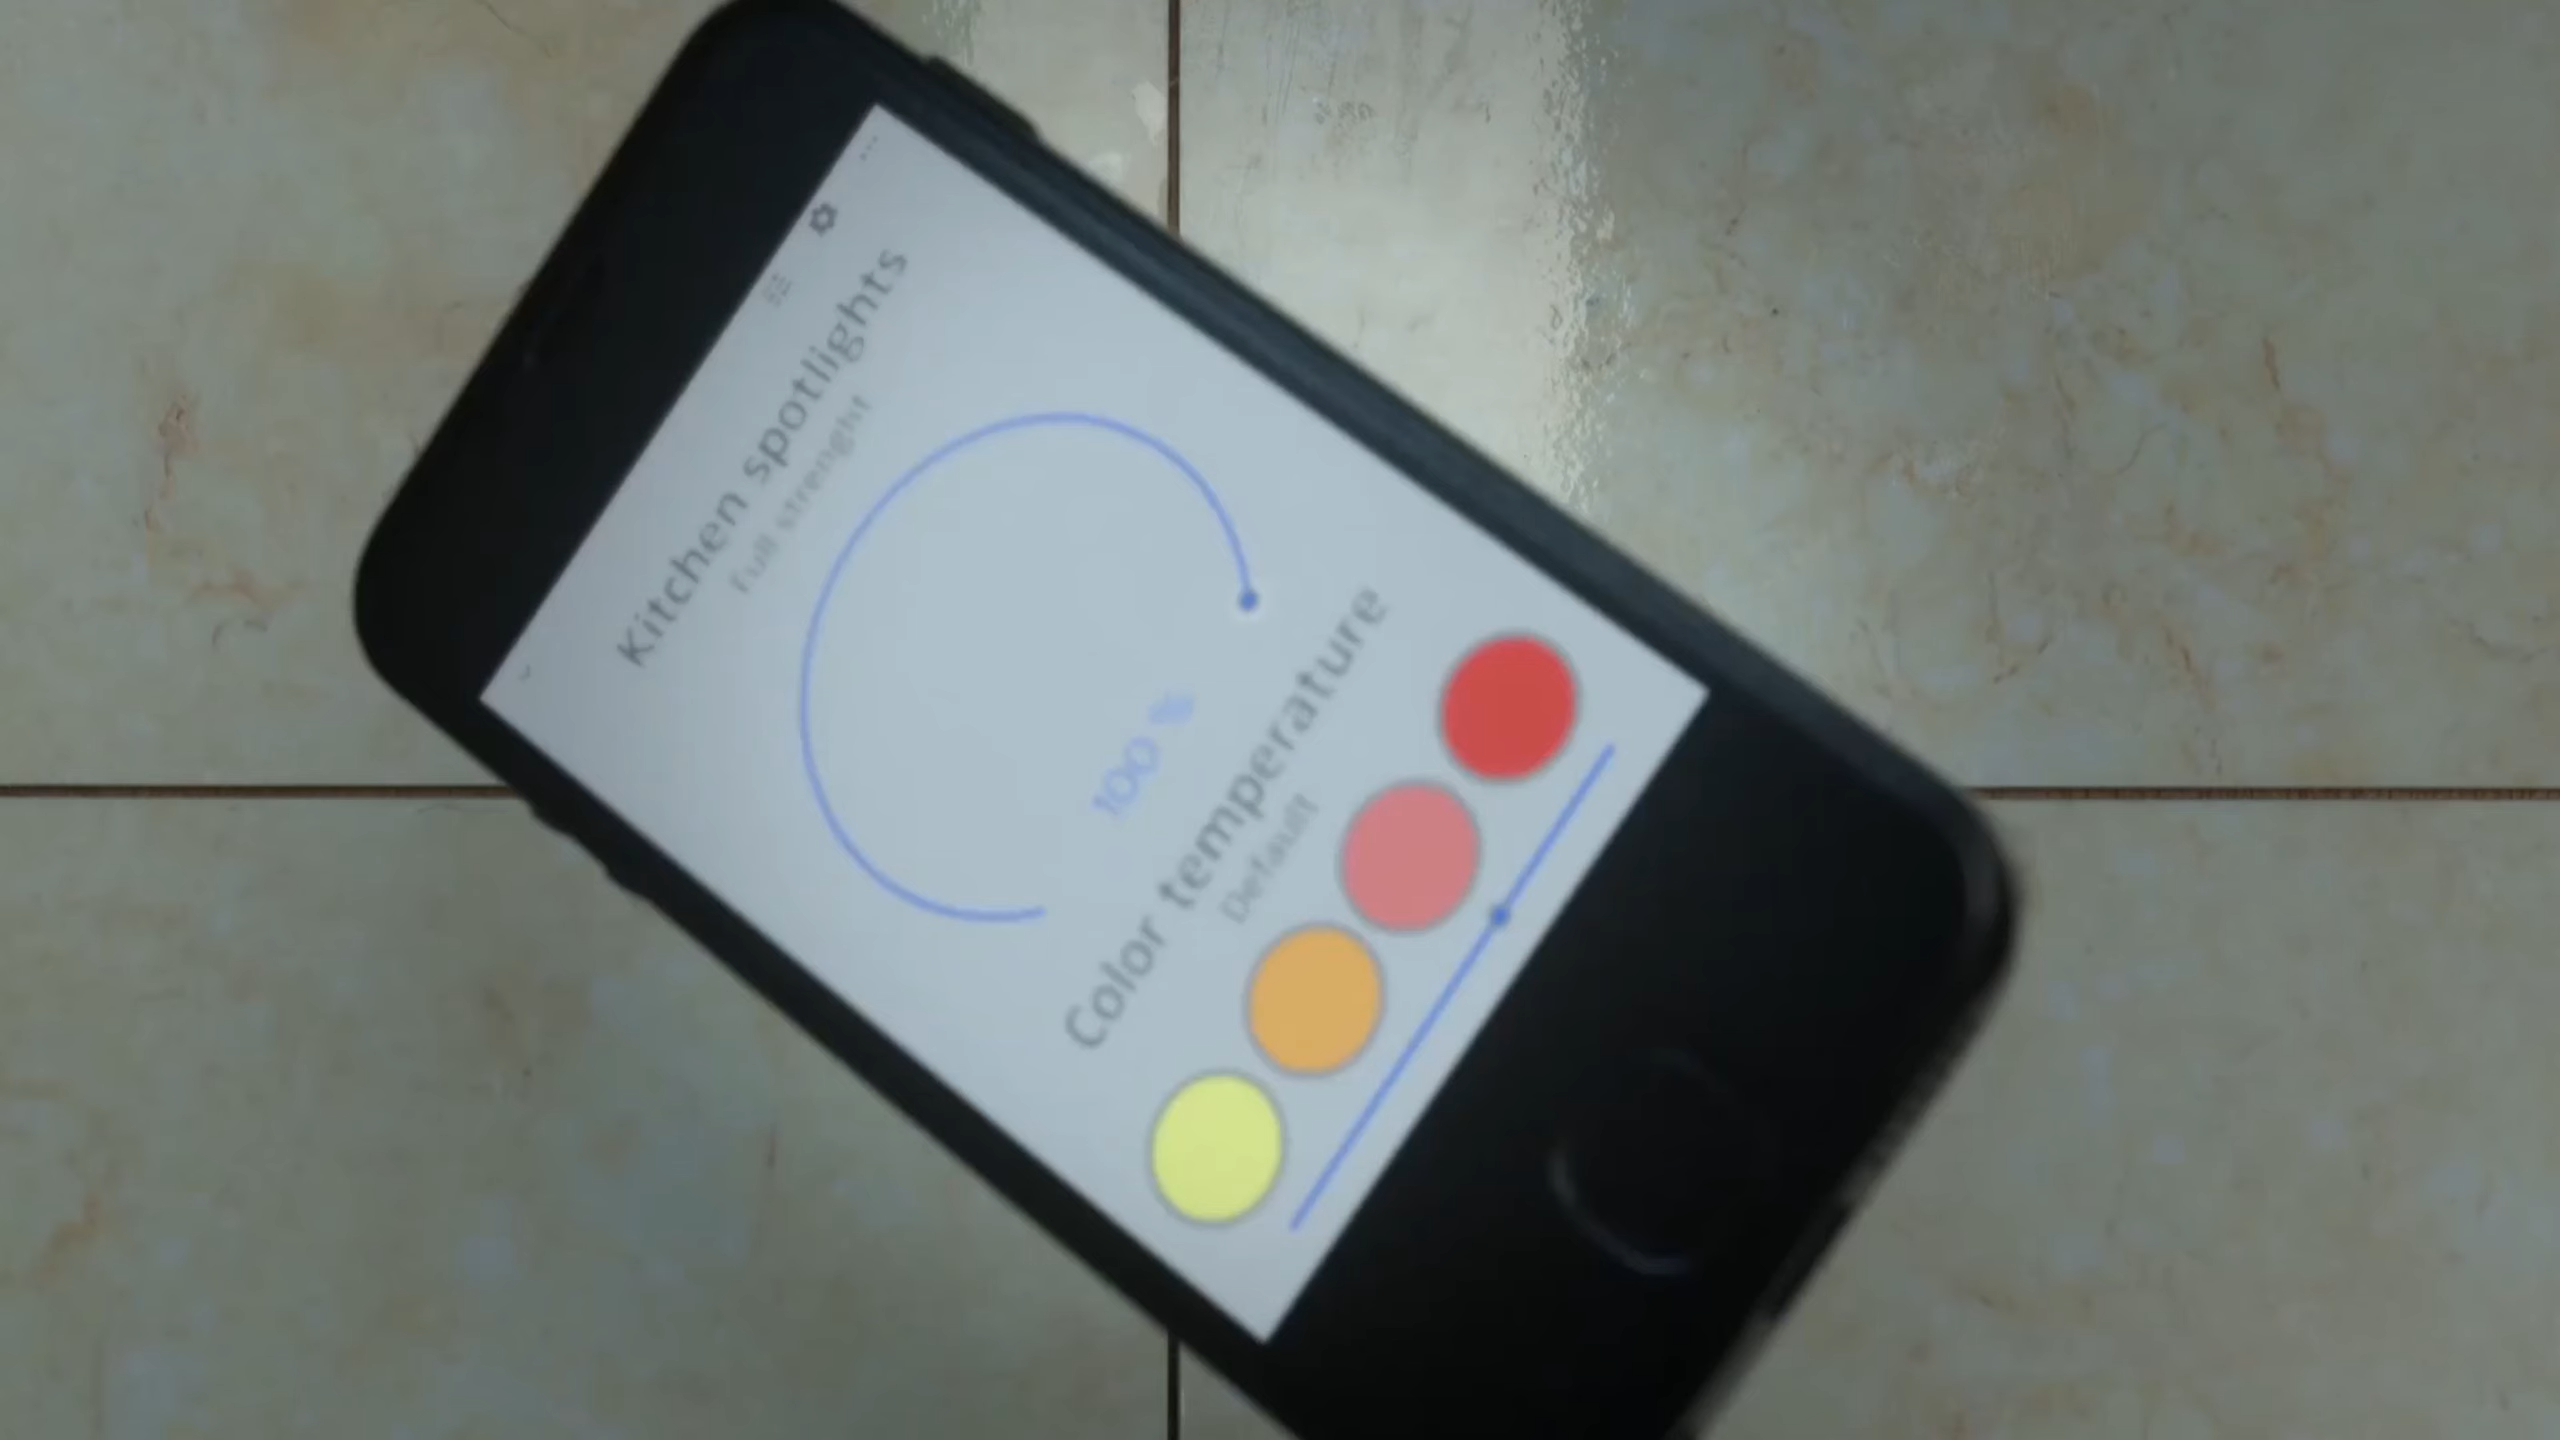 Kitchen spotlights
Full strenght
100 %
Color temperature
Default